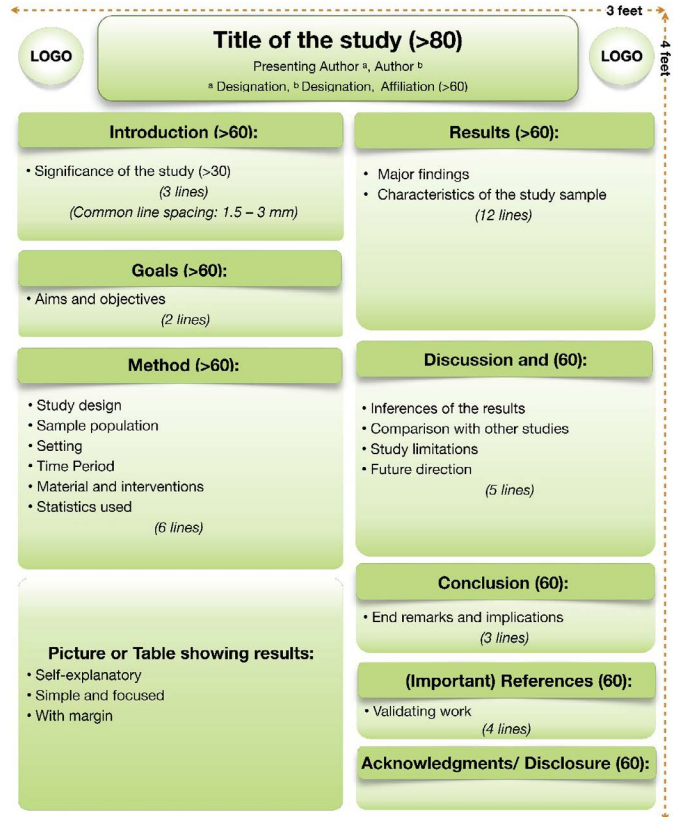 3 feet
4 feet
LOGO
Title of the study (>80)
Presenting Author a, Author b
a Designation, b Designation, Affiliation (>60)
LOGO
Introduction (>60):
• Significance of the study (>30)
(3 lines)
(Common line spacing: 1.5 – 3 mm)
Goals (>60):
• Aims and objectives
(2 lines)
Method (>60):
• Study design
• Sample population
• Setting
• Time Period
• Material and interventions
• Statistics used
(6 lines)
Picture or Table showing results:
• Self-explanatory
• Simple and focused
• With margin
Results (>60):
• Major findings
• Characteristics of the study sample
(12 lines)
Discussion and (60):
• Inferences of the results
• Comparison with other studies
• Study limitations
• Future direction
(5 lines)
Conclusion (60):
• End remarks and implications
(3 lines)
(Important) References (60):
• Validating work
(4 lines)
Acknowledgments/ Disclosure (60):